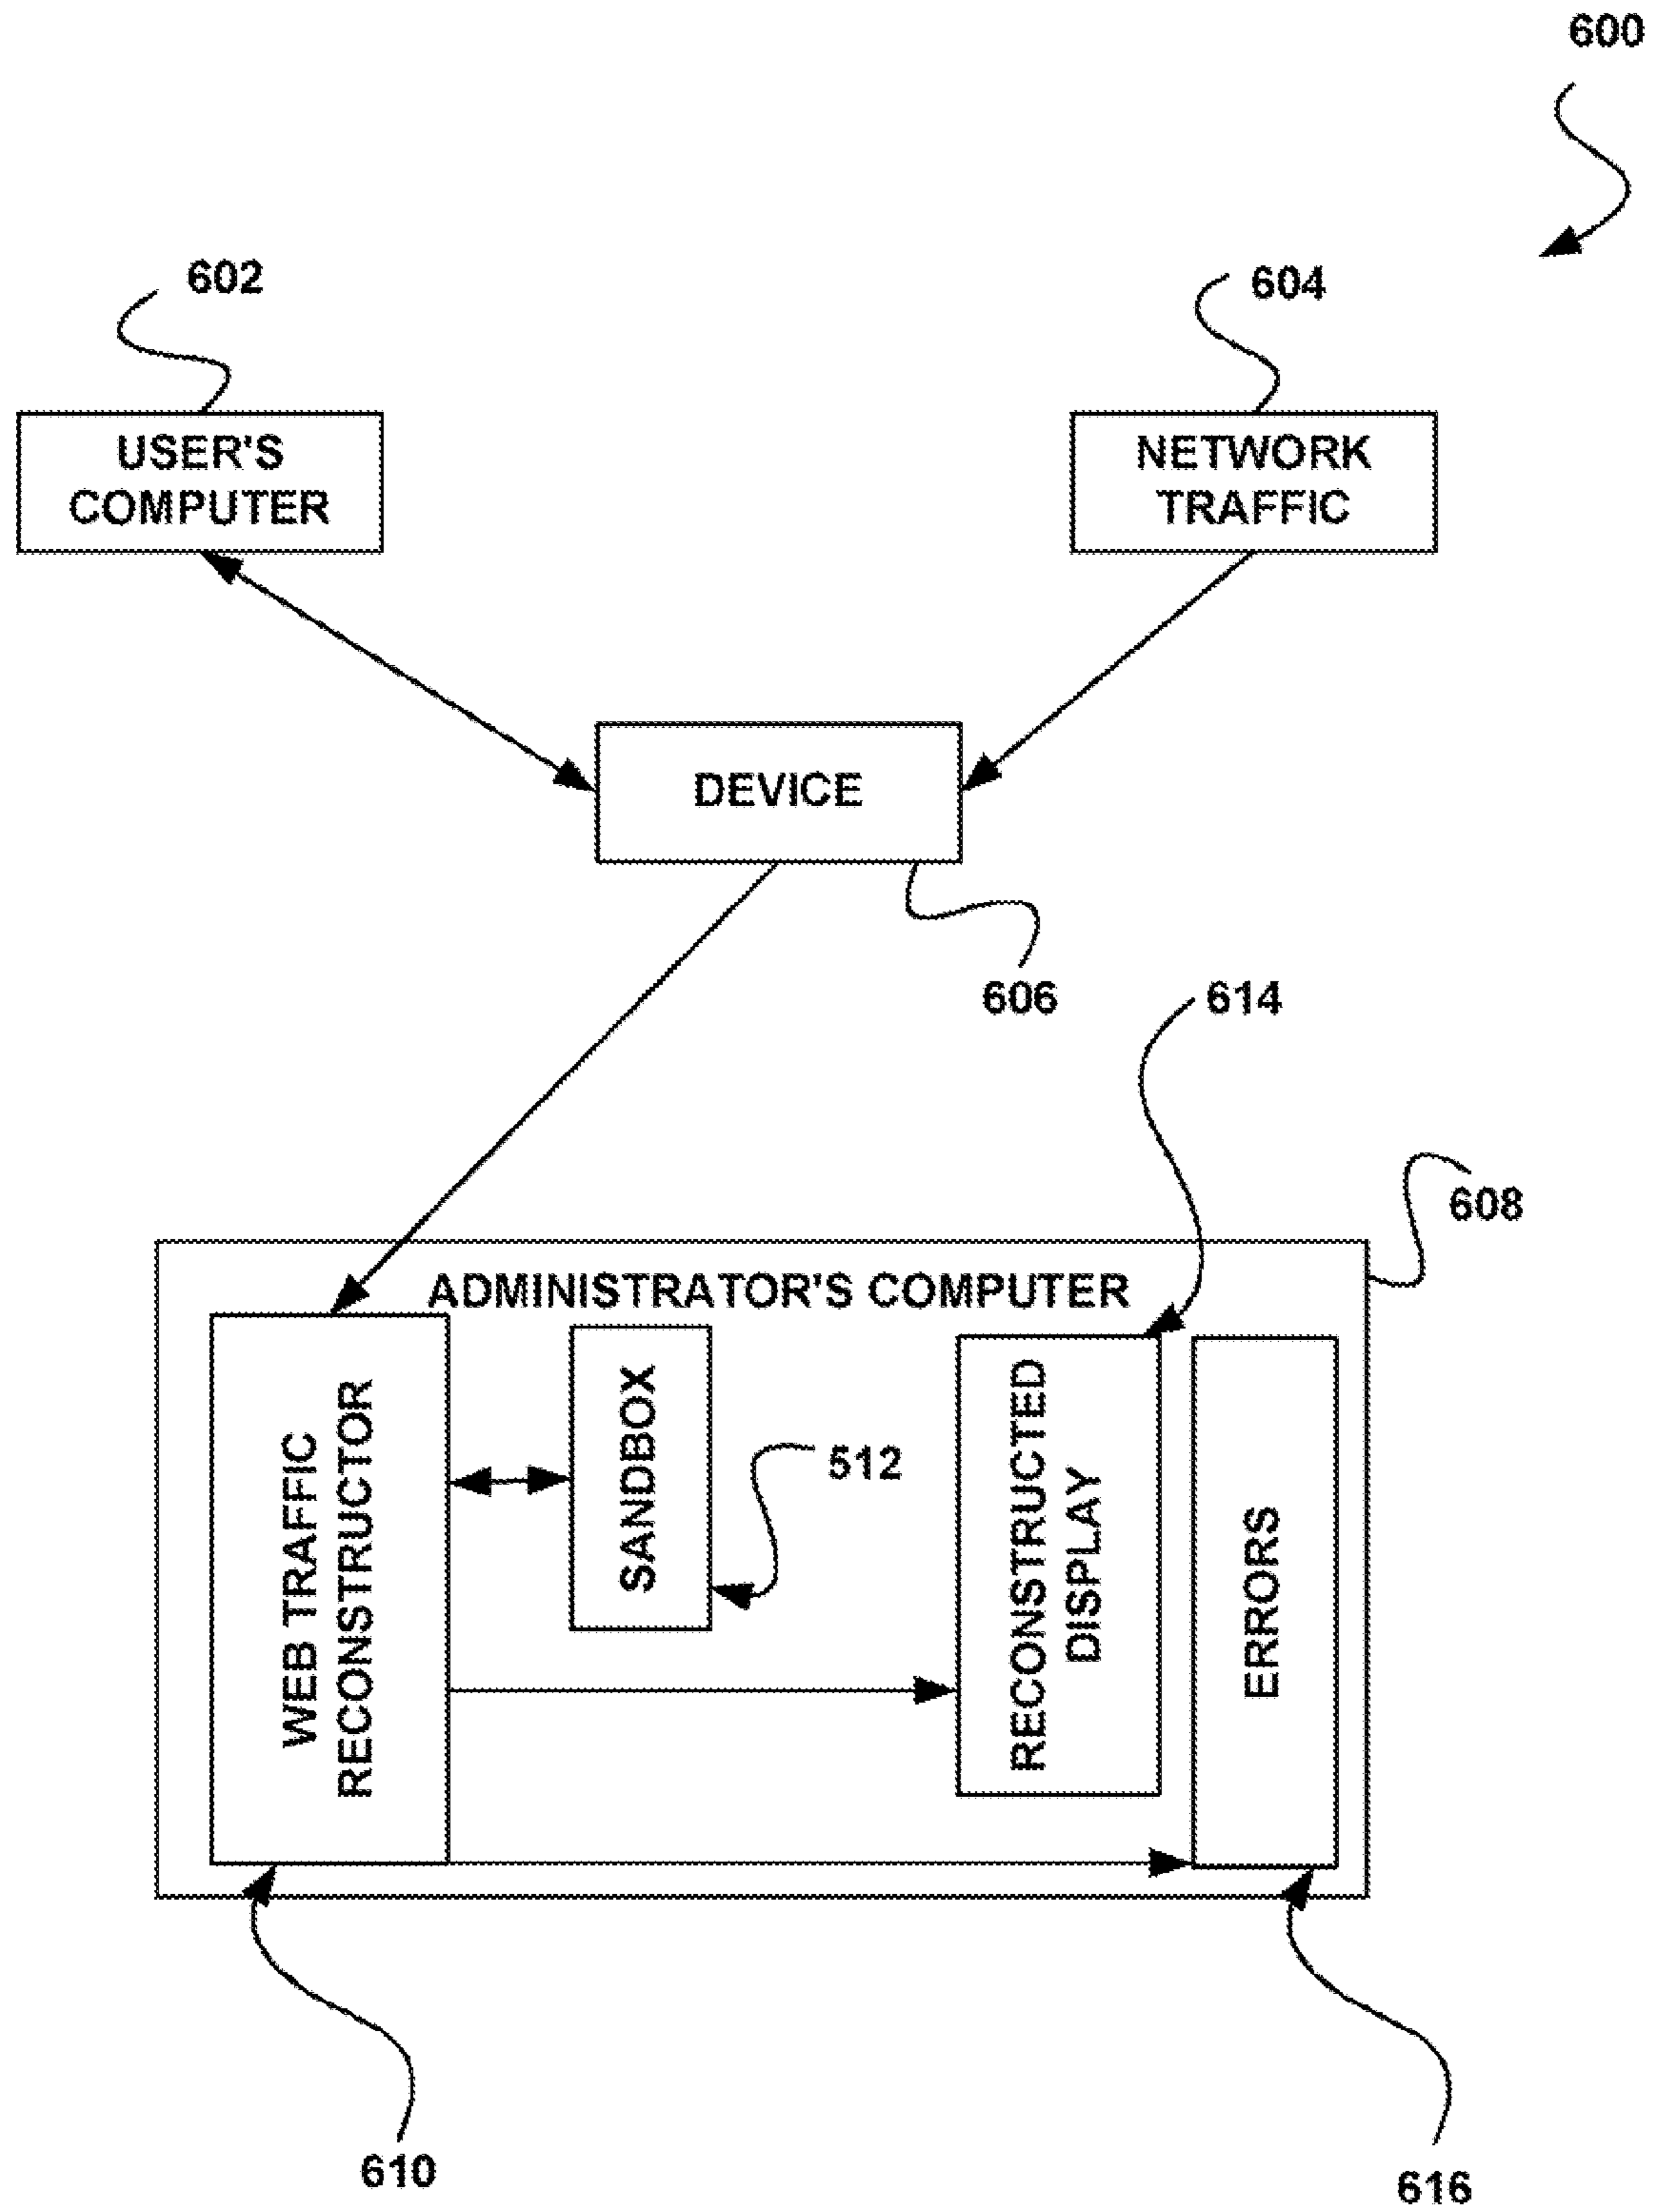 600
602
604
USER'S
COMPUTER
NETWORK
TRAFFIC
DEVICE
606
614
608
ADMINISTRATOR'S COMPUTER
WEB TRAFFIC
RECONSTRUCTOR
SANDBOX
512
RECONSTRUCTED
DISPLAY
ERRORS
610
616